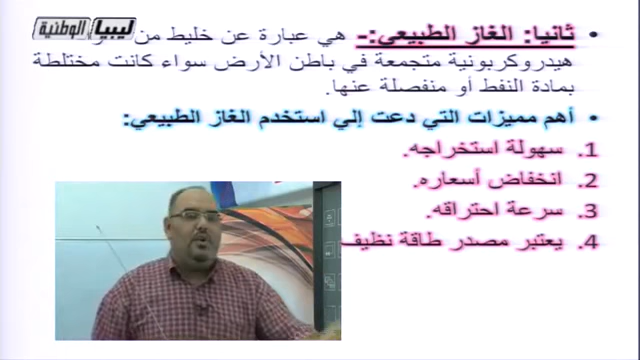 ليبيا الوطنية
ثانيا: الغاز الطبيعي:- هي عبارة عن خليط من
هيدروكربونية متجمعة في باطن الأرض سواء كانت مختلطة
بمادة النفط أو منفصلة عنها.
أهم مميزات التي دعت إلي استخدم الغاز الطبيعي:
1. سهولة استخراجه.
2. انخفاض أسعاره.
3. سرعة احتراقه.
4. يعتبر مصدر طاقة نظيف